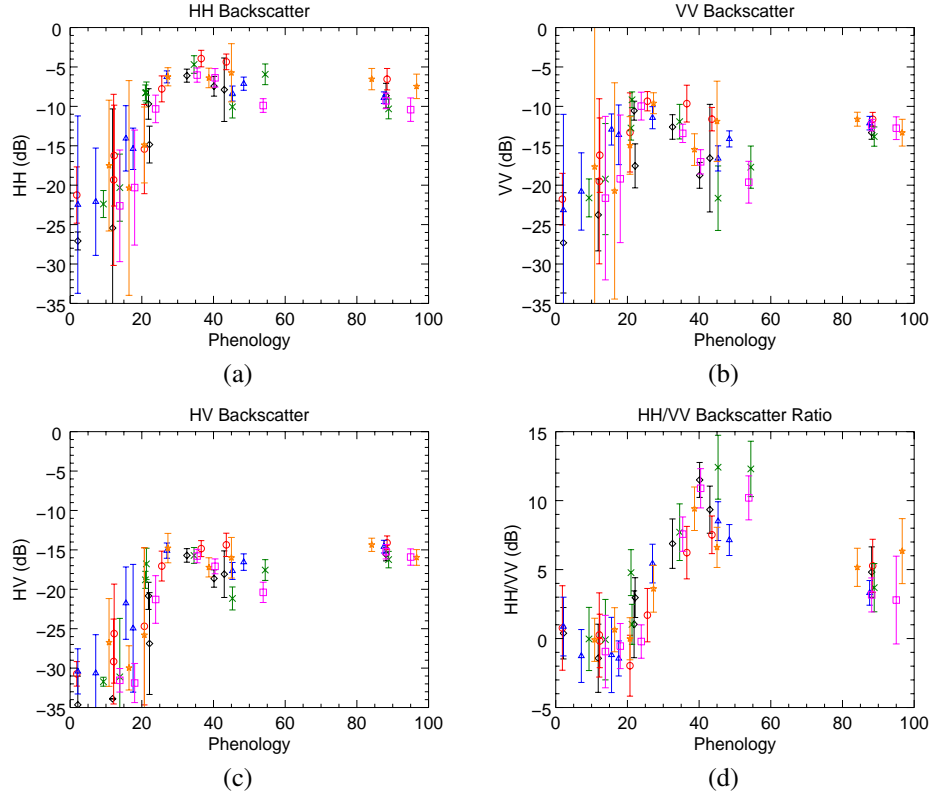 HH Backscatter
0
−5
−10
−15
−20
−25
−30
−35
HH (dB)
0 20 40 60 80 100
Phenology
(a)
VV Backscatter
0
−5
−10
−15
−20
−25
−30
−35
VV (dB)
0 20 40 60 80 100
Phenology
(b)
HV Backscatter
0
−5
−10
−15
−20
−25
−30
−35
HV (dB)
0 20 40 60 80 100
Phenology
(c)
HH/VV Backscatter Ratio
15
10
5
0
−5
HH/VV (dB)
0 20 40 60 80 100
Phenology
(d)